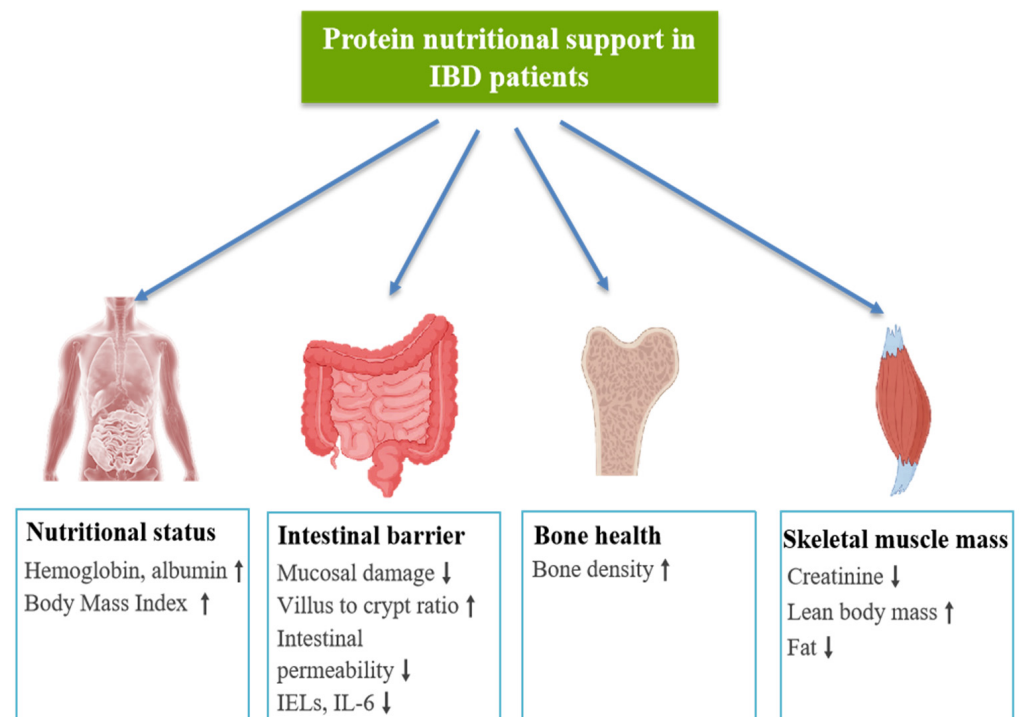 Protein nutritional support in
IBD patients
Nutritional status
Hemoglobin, albumin ↑
Body Mass Index ↑
Intestinal barrier
Mucosal damage ↓
Villus to crypt ratio ↑
Intestinal
permeability ↓
IELs, IL-6 ↓
Bone health
Bone density ↑
Skeletal muscle mass
Creatinine ↓
Lean body mass ↑
Fat ↓